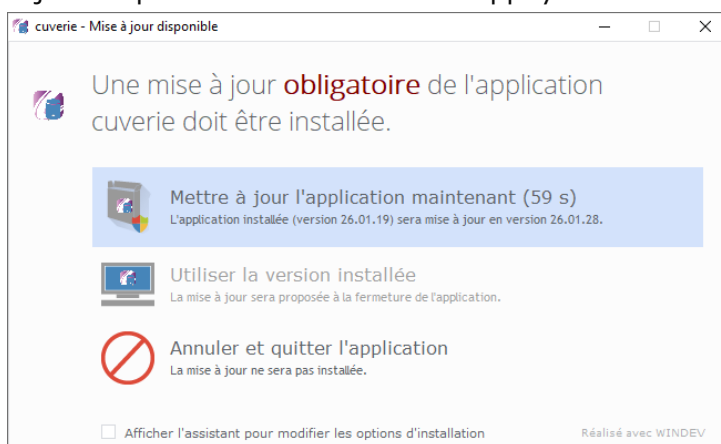 cuverie - Mise à jour disponible
Une mise à jour obligatoire de l'application
cuverie doit être installée.
Mettre à jour l'application maintenant (59 s)
L'application installée (version 26.01.19) sera mise à jour en version 26.01.28.
Utiliser la version installée
La mise à jour sera proposée à la fermeture de l'application.
Annuler et quitter l'application
La mise à jour ne sera pas installée.
Afficher l'assistant pour modifier les options d'installation
Réalisé avec WINDEV